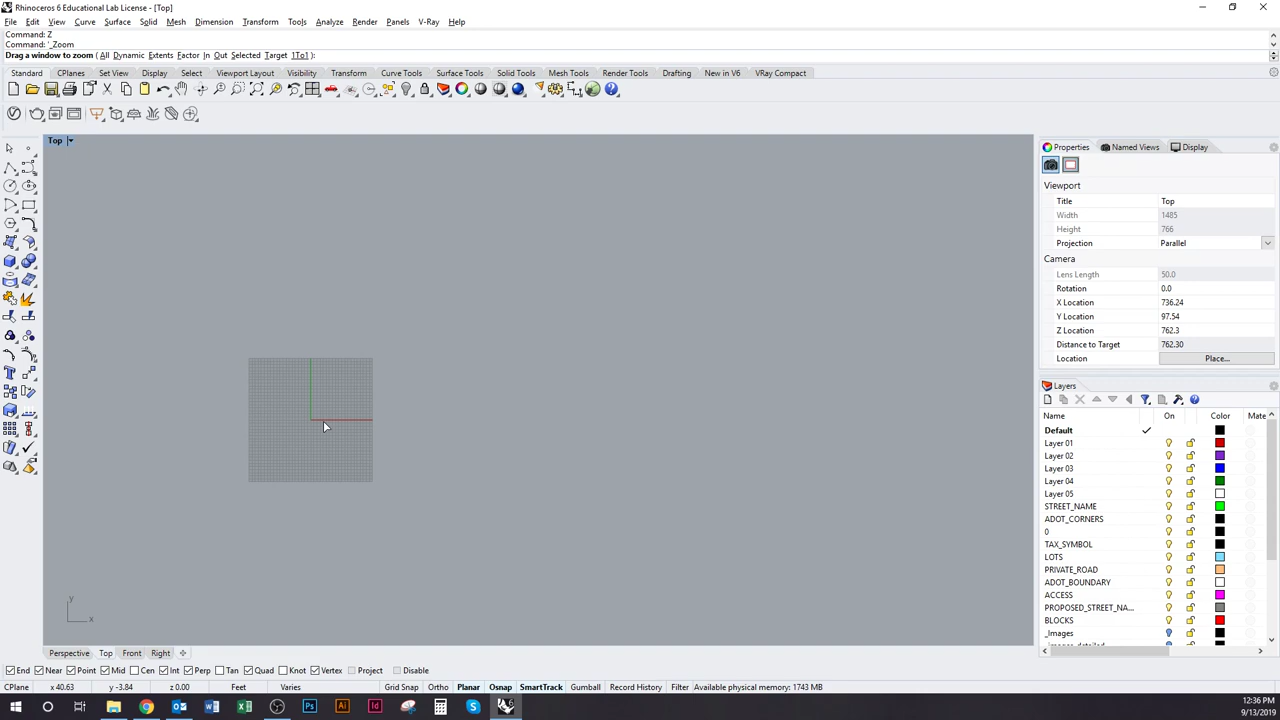 Rhinoceros 6 Educational Lab License - [Top]
File Edit View Curve Surface Solid Mesh Dimension Transform Tools Analyze Render Panels V-Ray Help
Command: Z
Command: '_Zoom
Drag a window to zoom ( All Dynamic Extents Factor In Out Selected Target 1To1 ):
Standard CPlanes Set View Display Select Viewport Layout Visibility Transform Curve Tools Surface Tools Solid Tools Mesh Tools Render Tools Drafting New in V6 VRay Compact
Top
Properties Named Views Display
Viewport
Title Top
Width 1485
Height 766
Projection Parallel
Camera
Lens Length 50.0
Rotation 0.0
X Location 736.24
Y Location 97.54
Z Location 762.3
Distance to Target 762.30
Location Place...
Layers
Name On Color Mate
Default
Layer 01
Layer 02
Layer 03
Layer 04
Layer 05
STREET_NAME
ADOT_CORNERS
0
TAX_SYMBOL
LOTS
PRIVATE_ROAD
ADOT_BOUNDARY
ACCESS
PROPOSED_STREET_NA...
BLOCKS
_Images
y
x
Perspective Top Front Right
End Near Point Mid Cen Int Perp Tan Quad Knot Vertex Project Disable
CPlane x 40.63 y -3.84 z 0.00 Feet Varies Grid Snap Ortho Planar Osnap SmartTrack Gumball Record History Filter Available physical memory: 1743 MB
12:36 PM
9/13/2019